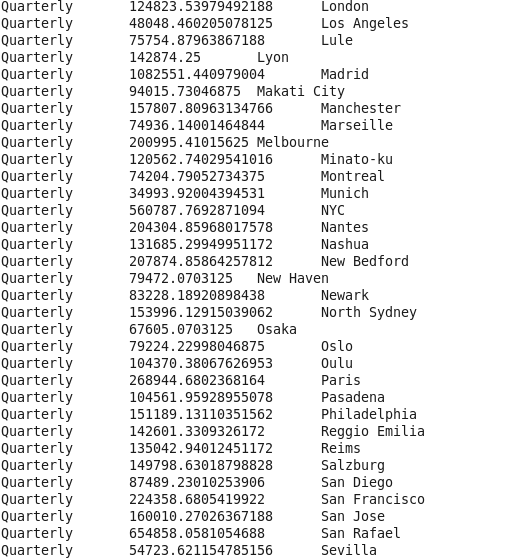 Quarterly 124823.53979492188 London
Quarterly 48048.460205078125 Los Angeles
Quarterly 75754.87963867188 Lule
Quarterly 142874.25 Lyon
Quarterly 1082551.440979004 Madrid
Quarterly 94015.73046875 Makati City
Quarterly 157807.80963134766 Manchester
Quarterly 74936.14001464844 Marseille
Quarterly 200995.41015625 Melbourne
Quarterly 120562.74029541016 Minato-ku
Quarterly 74204.79052734375 Montreal
Quarterly 34993.92004394531 Munich
Quarterly 560787.7692871094 NYC
Quarterly 204304.85968017578 Nantes
Quarterly 131685.29949951172 Nashua
Quarterly 207874.85864257812 New Bedford
Quarterly 79472.0703125 New Haven
Quarterly 83228.18920898438 Newark
Quarterly 153996.12915039062 North Sydney
Quarterly 67605.0703125 Osaka
Quarterly 79224.22998046875 Oslo
Quarterly 104370.38067626953 Oulu
Quarterly 268944.6802368164 Paris
Quarterly 104561.95928955078 Pasadena
Quarterly 151189.13110351562 Philadelphia
Quarterly 142601.3309326172 Reggio Emilia
Quarterly 135042.94012451172 Reims
Quarterly 149798.63018798828 Salzburg
Quarterly 87489.23010253906 San Diego
Quarterly 224358.6805419922 San Francisco
Quarterly 160010.27026367188 San Jose
Quarterly 654858.0581054688 San Rafael
Quarterly 54723.621154785156 Sevilla